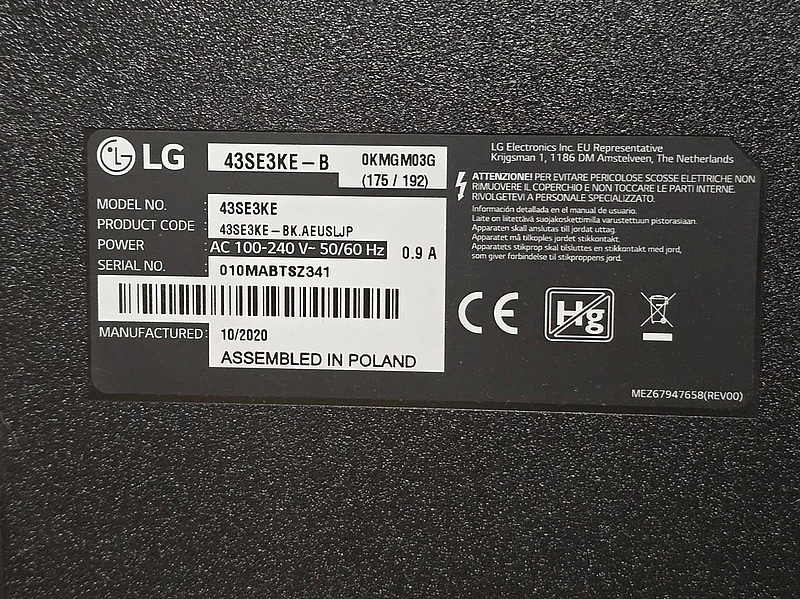 LG
43SE3KE-B
0KMGM03G
(175 / 192)
MODEL NO. : 43SE3KE
PRODUCT CODE : 43SE3KE-BK.AEUSLJP
POWER : AC 100-240 V~ 50/60 Hz 0.9 A
SERIAL NO. : 010MABTSZ341
MANUFACTURED : 10/2020
ASSEMBLED IN POLAND
LG Electronics Inc. EU Representative
Krijgsman 1, 1186 DM Amstelveen, The Netherlands
ATTENZIONE! PER EVITARE PERICOLOSE SCOSSE ELETTRICHE NON
RIMUOVERE IL COPERCHIO E NON TOCCARE LE PARTI INTERNE.
RIVOLGETEVI A PERSONALE SPECIALIZZATO.
Información detallada en el manual de usuario.
Laite on liitettävä suojakoskettimilla varustettuun pistorasiaan.
Apparaten skall anslutas till jordat uttag.
Apparatet må tilkoples jordet stikkontakt.
Apparatets stikprop skal tilsluttes en stikkontakt med jord,
som giver forbindelse til stikproppens jord.
CE
Hg
MEZ67947658(REV00)